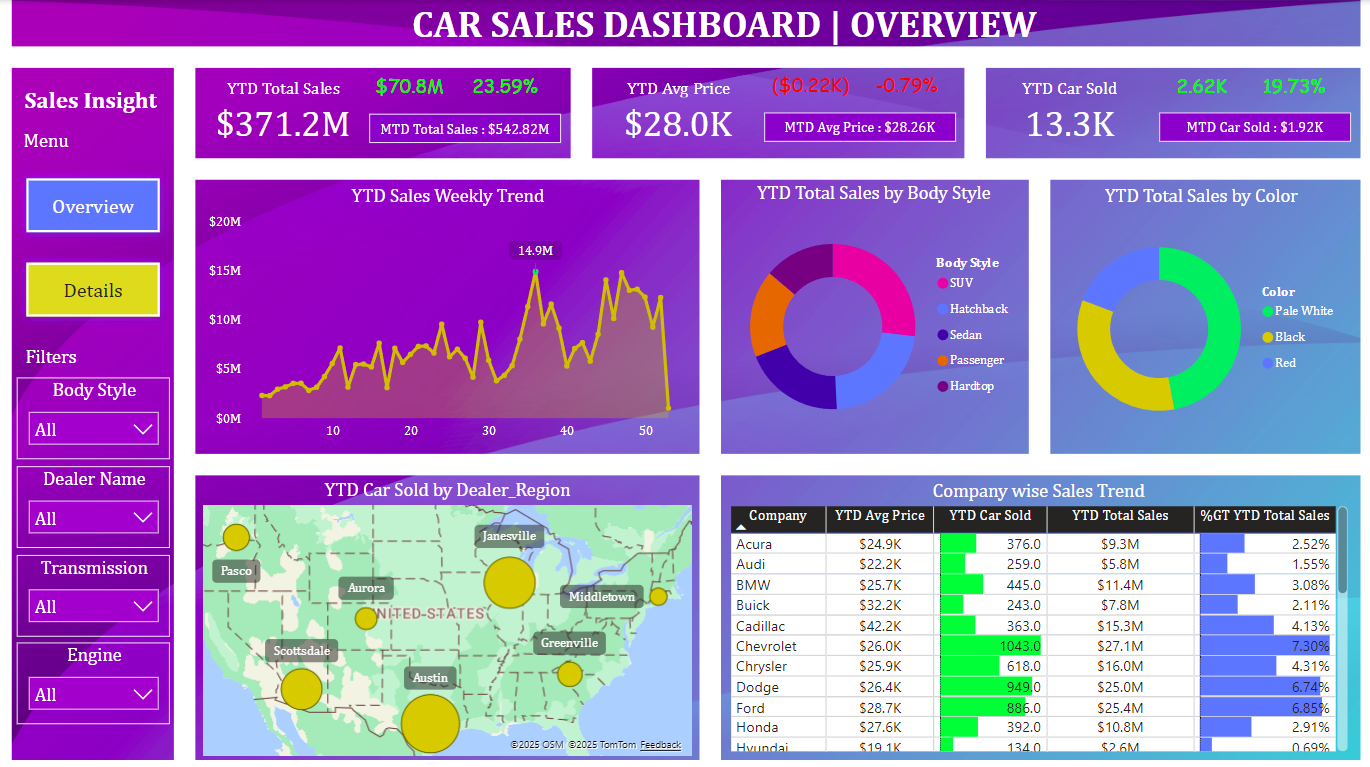 CAR SALES DASHBOARD | OVERVIEW
Sales Insight
Menu
Overview
Details
Filters
Body Style
All
Dealer Name
All
Transmission
All
Engine
All
YTD Total Sales $70.8M 23.59%
$371.2M MTD Total Sales : $542.82M
YTD Avg Price ($0.22K) -0.79%
$28.0K MTD Avg Price : $28.26K
YTD Car Sold 2.62K 19.73%
13.3K MTD Car Sold : $1.92K
YTD Sales Weekly Trend
$20M
$15M
$10M
$5M
$0M
14.9M
10 20 30 40 50
YTD Total Sales by Body Style
Body Style
SUV
Hatchback
Sedan
Passenger
Hardtop
YTD Total Sales by Color
Color
Pale White
Black
Red
YTD Car Sold by Dealer_Region
Janesville
Pasco
Aurora
Middletown
UNITED STATES
Greenville
Scottsdale
Austin
©2025 OSM ©2025 TomTom Feedback
Company wise Sales Trend
Company YTD Avg Price YTD Car Sold YTD Total Sales %GT YTD Total Sales
Acura $24.9K 376.0 $9.3M 2.52%
Audi $22.2K 259.0 $5.8M 1.55%
BMW $25.7K 445.0 $11.4M 3.08%
Buick $32.2K 243.0 $7.8M 2.11%
Cadillac $42.2K 363.0 $15.3M 4.13%
Chevrolet $26.0K 1043.0 $27.1M 7.30%
Chrysler $25.9K 618.0 $16.0M 4.31%
Dodge $26.4K 949.0 $25.0M 6.74%
Ford $28.7K 886.0 $25.4M 6.85%
Honda $27.6K 392.0 $10.8M 2.91%
Hyundai $19.1K 134.0 $2.6M 0.69%